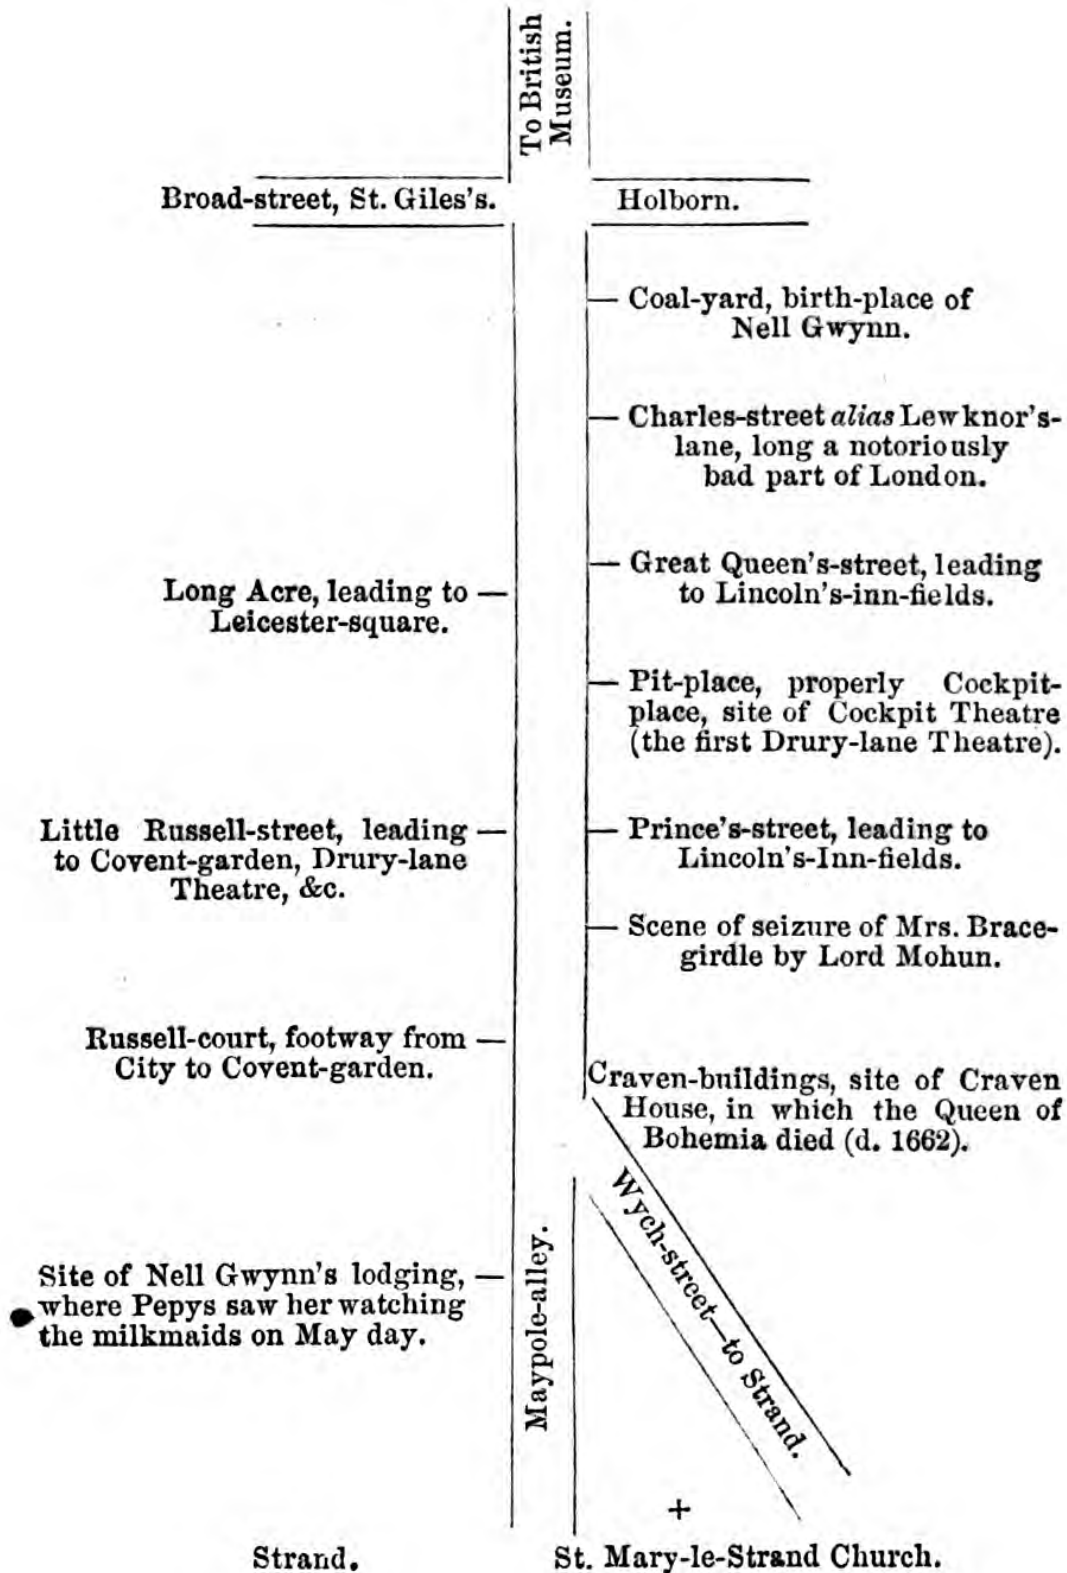 To British
Museum.
Broad-street, St. Giles's.
Holborn.
— Coal-yard, birth-place of
Nell Gwynn.
— Charles-street alias Lewknor's-
lane, long a notoriously
bad part of London.
— Great Queen's-street, leading
to Lincoln's-inn-fields.
Long Acre, leading to —
Leicester-square.
— Pit-place, properly Cockpit-
place, site of Cockpit Theatre
(the first Drury-lane Theatre).
Little Russell-street, leading —
to Covent-garden, Drury-lane
Theatre, &c.
— Prince's-street, leading to
Lincoln's-Inn-fields.
— Scene of seizure of Mrs. Brace-
girdle by Lord Mohun.
Russell-court, footway from —
City to Covent-garden.
Craven-buildings, site of Craven
House, in which the Queen of
Bohemia died (d. 1662).
Wych-street—to Strand.
Site of Nell Gwynn's lodging, —
where Pepys saw her watching
the milkmaids on May day.
Maypole-alley.
+
Strand.
St. Mary-le-Strand Church.